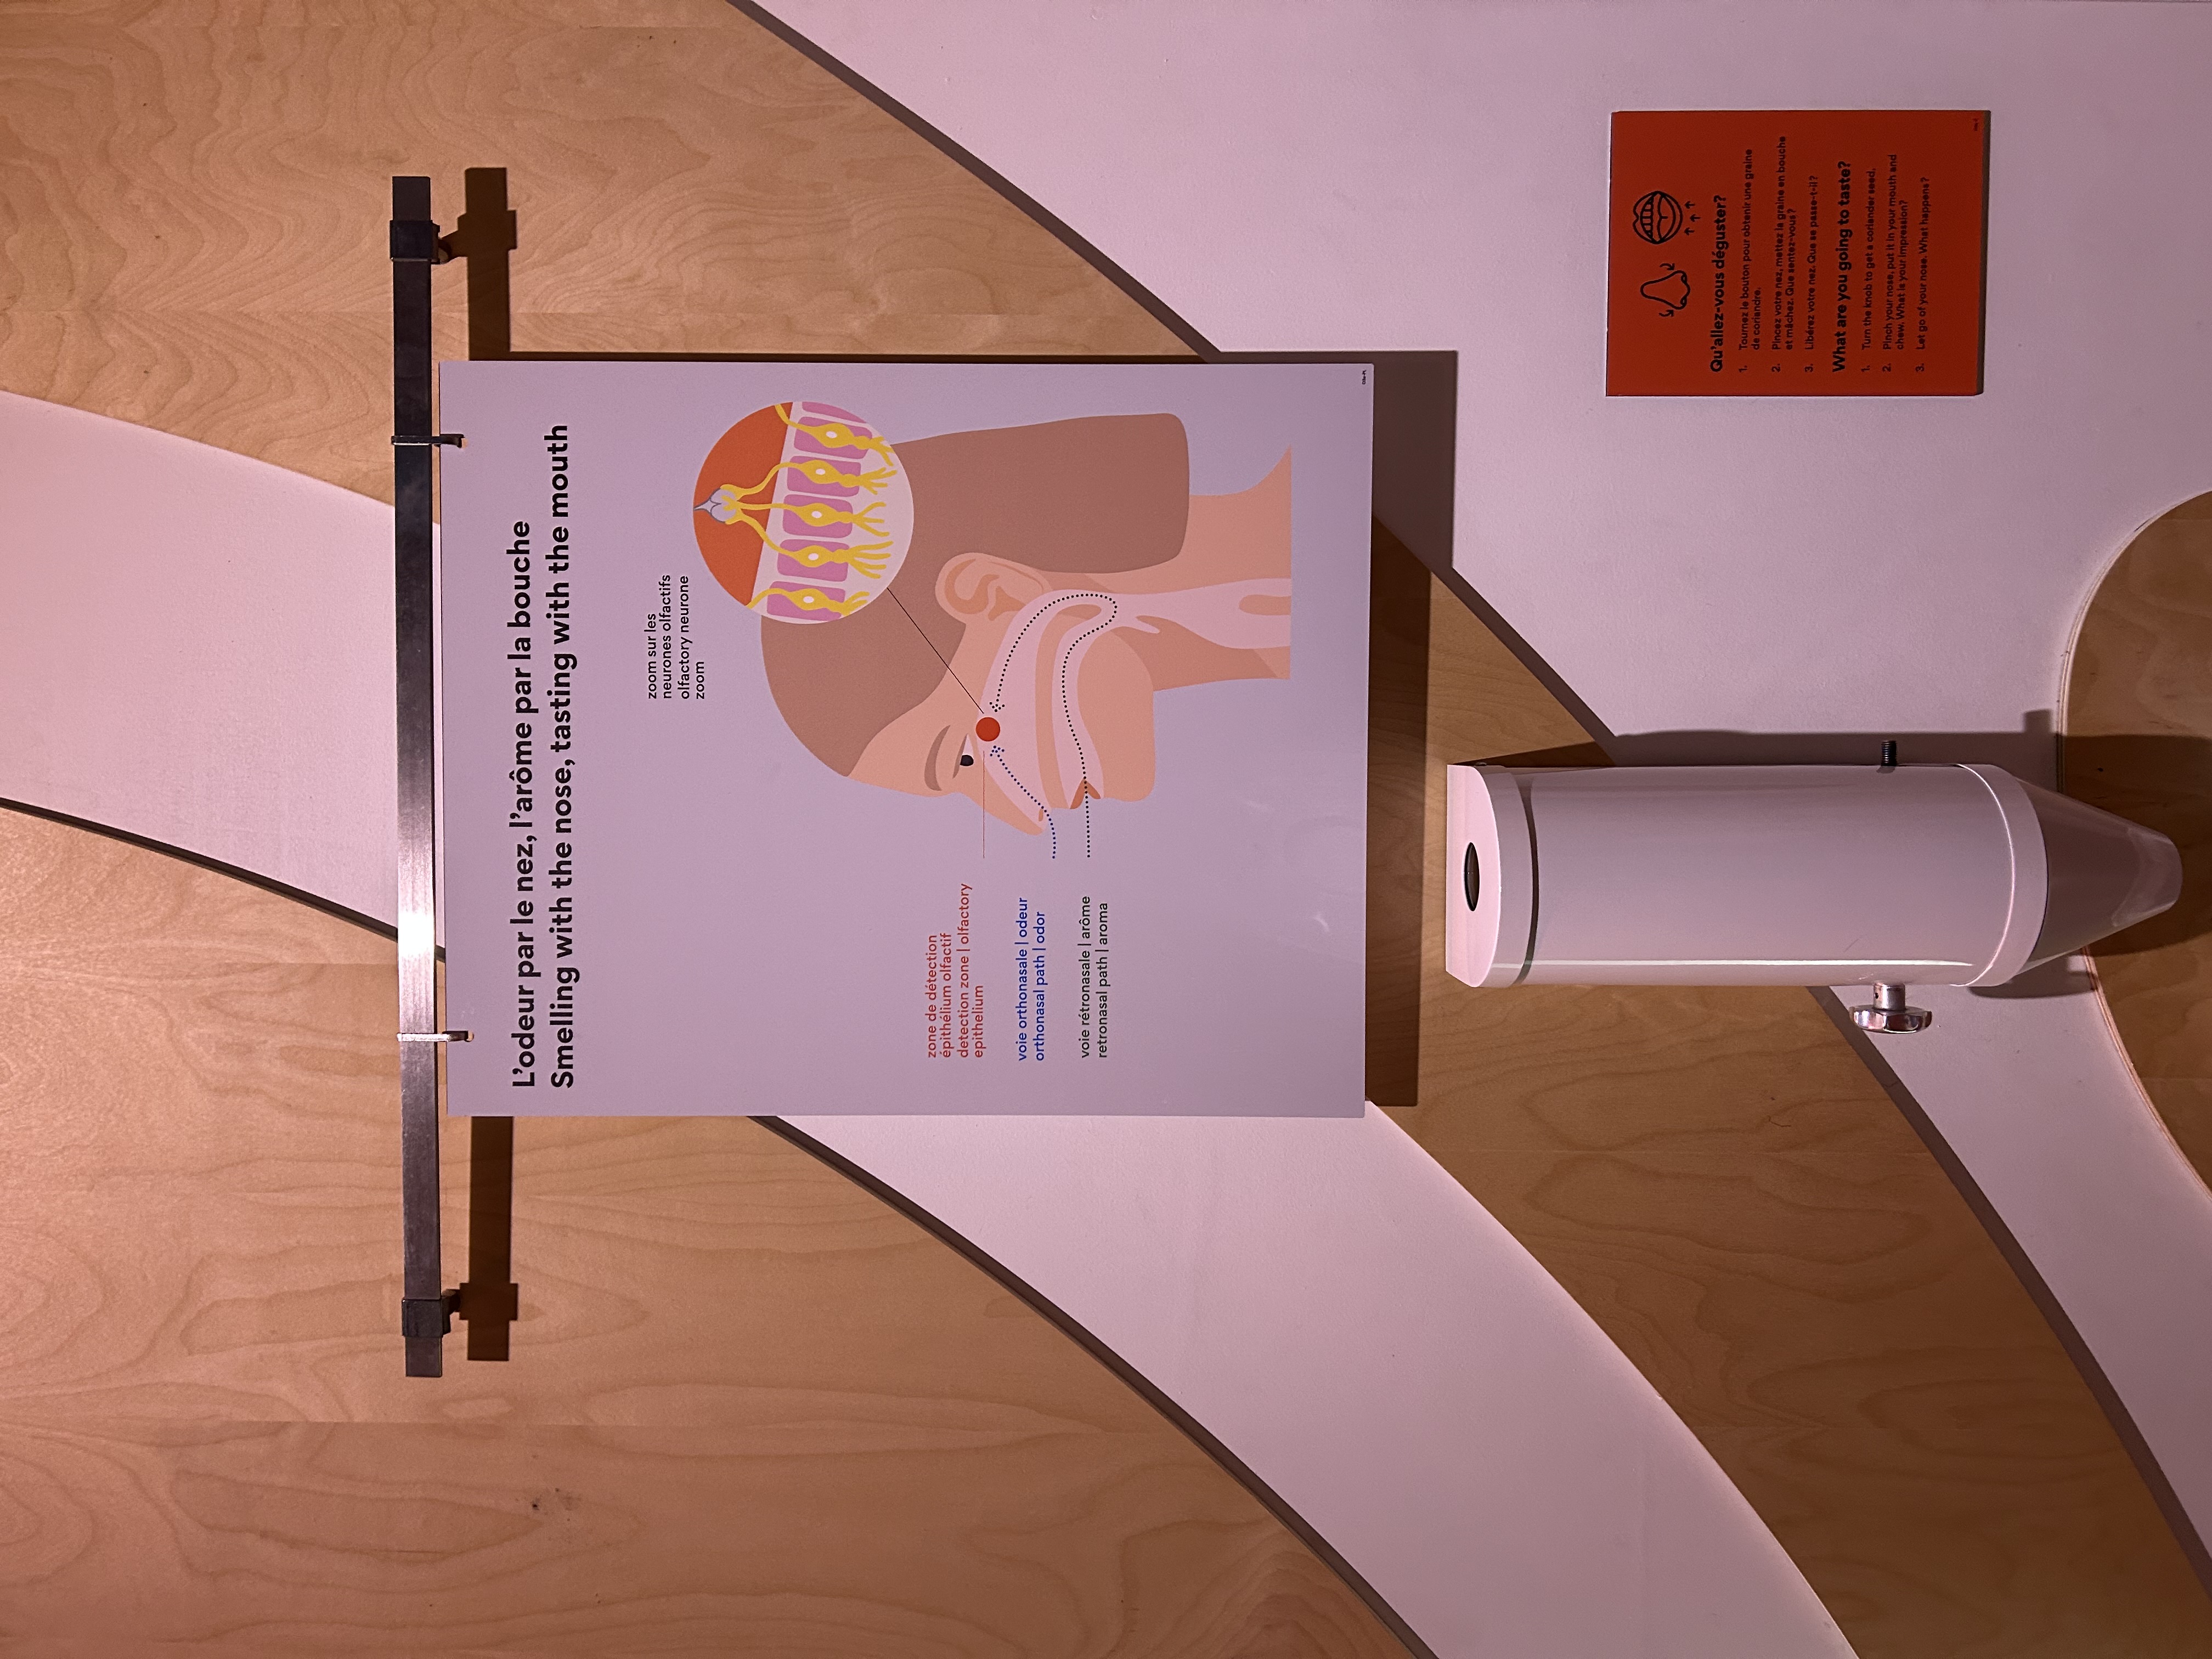 L'odeur par le nez, l'arôme par la bouche
Smelling with the nose, tasting with the mouth
zoom sur les
neurones olfactifs
olfactory neurone
zoom
zone de détection
épithélium olfactif
detection zone | olfactory
epithelium
voie orthonasale | odeur
orthonasal path | odor
voie rétronasale | arôme
retronasal path | aroma
Qu'allez-vous déguster?
1. Tournez le bouton pour obtenir une graine
de coriandre.
2. Pincez votre nez, mettez la graine en bouche
et mâchez. Que sentez-vous?
3. Libérez votre nez. Que se passe-t-il?
What are you going to taste?
1. Turn the knob to get a coriander seed.
2. Pinch your nose, put it in your mouth and
chew. What is your impression?
3. Let go of your nose. What happens?